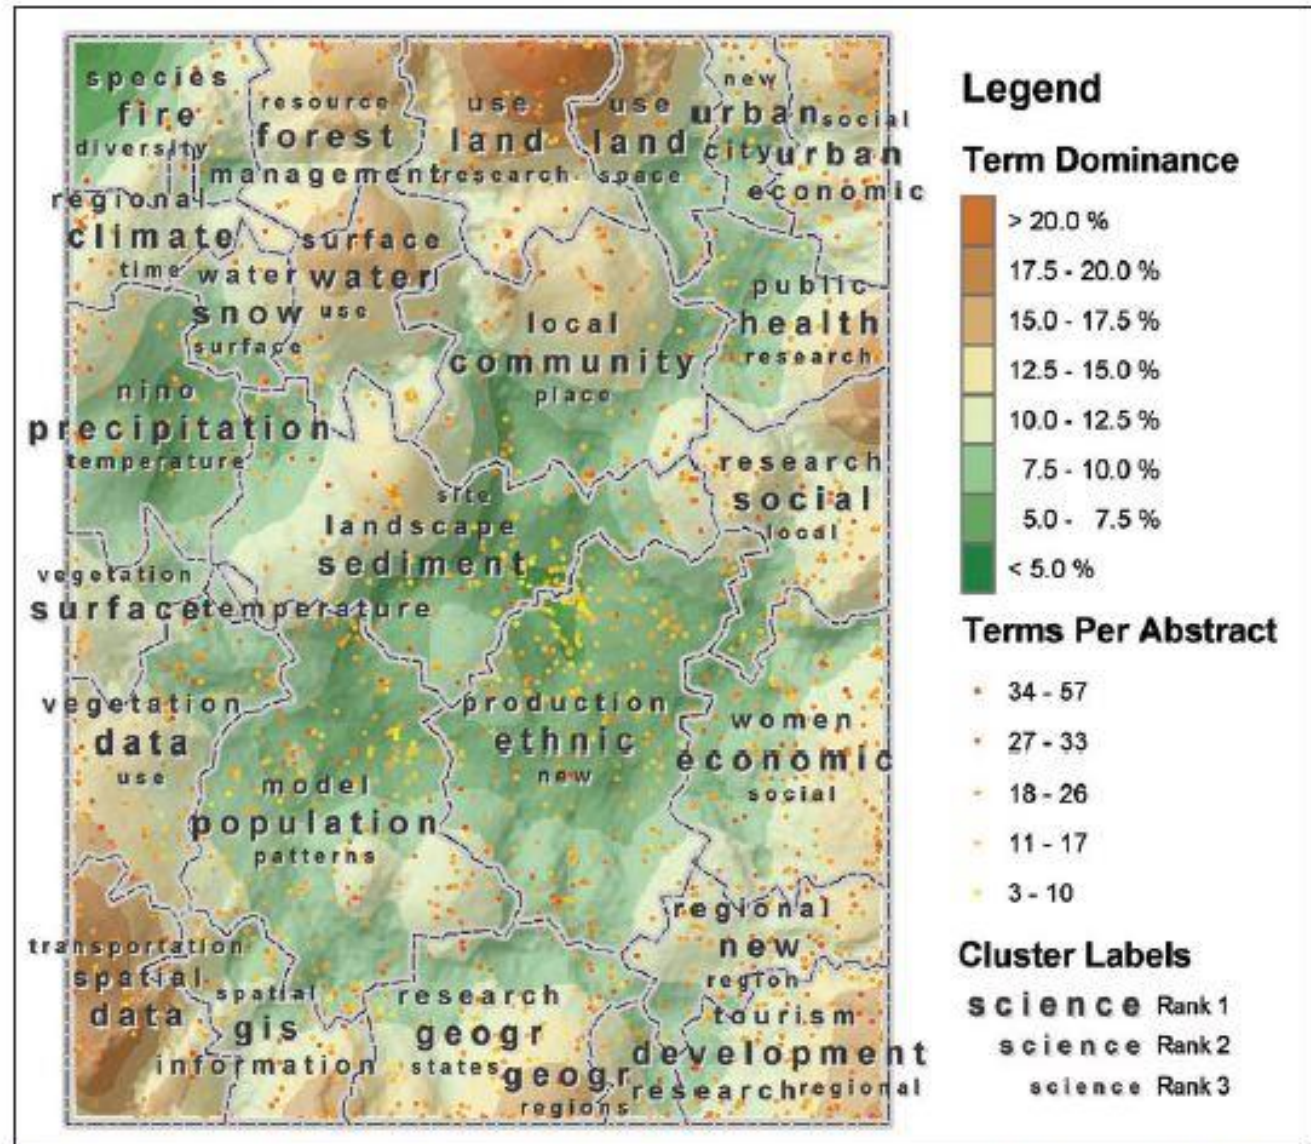 species
fire
diversity
resource
forest
management
use
land
research
use
land
space
new
urban
city
social
urban
economic
regional
climate
time
water
snow
surface
surface
water
use
local
community
place
public
health
research
nino
precipitation
temperature
site
landscape
sediment
research
social
local
vegetation
surface
temperature
vegetation
data
use
production
ethnic
new
women
economic
social
model
population
patterns
regional
new
region
transportation
spatial
data
spatial
gis
information
research
geogr
states
geogr
regions
tourism
development
research
regional
Legend
Term Dominance
> 20.0 %
17.5 - 20.0 %
15.0 - 17.5 %
12.5 - 15.0 %
10.0 - 12.5 %
7.5 - 10.0 %
5.0 - 7.5 %
< 5.0 %
Terms Per Abstract
34 - 57
27 - 33
18 - 26
11 - 17
3 - 10
Cluster Labels
science Rank 1
science Rank 2
science Rank 3